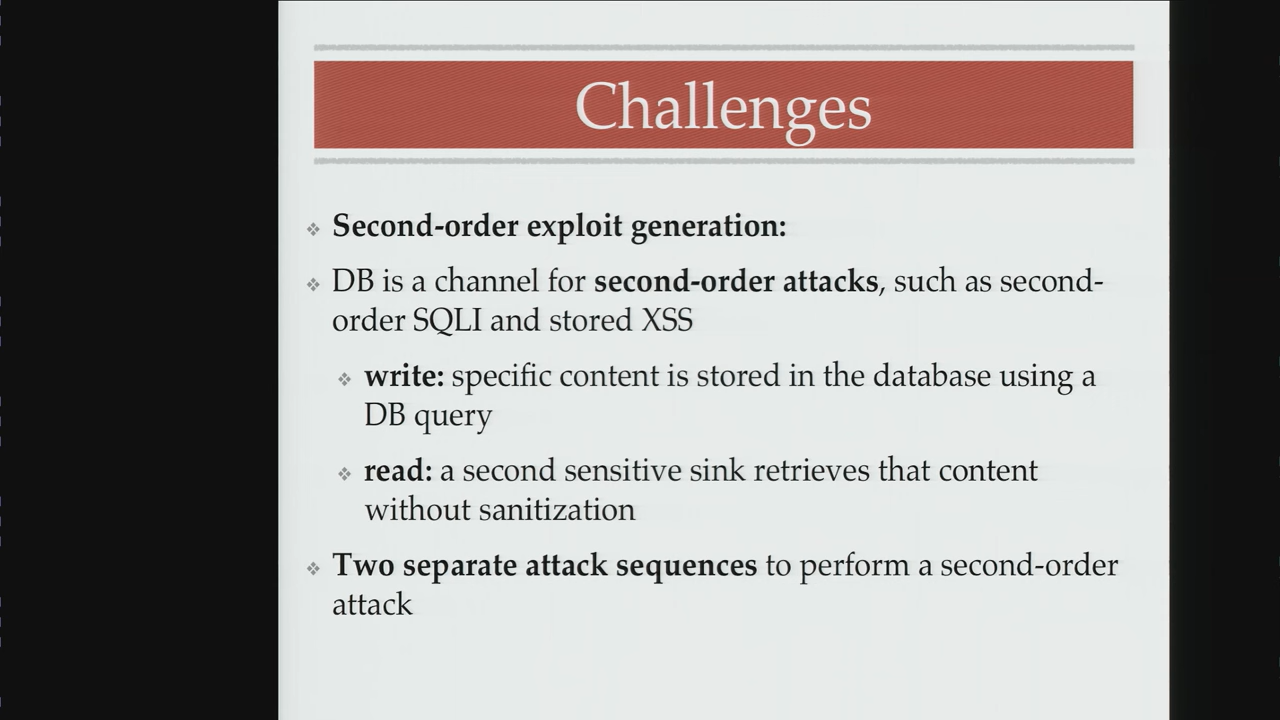 Challenges
Second-order exploit generation:
DB is a channel for second-order attacks, such as second-
order SQLI and stored XSS
write: specific content is stored in the database using a
DB query
read: a second sensitive sink retrieves that content
without sanitization
Two separate attack sequences to perform a second-order
attack